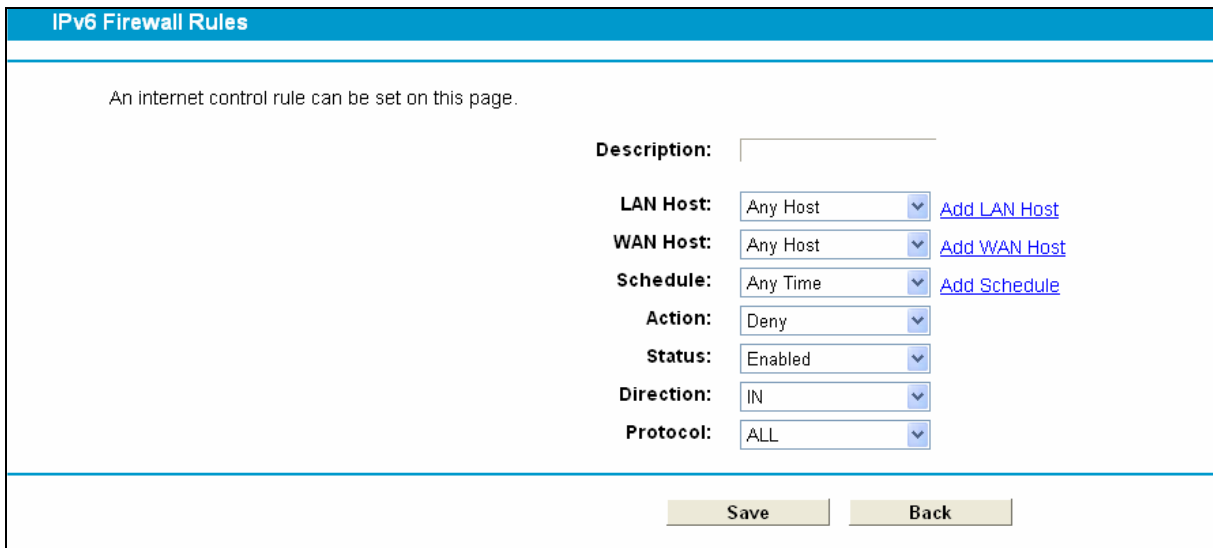 IPv6 Firewall Rules
An internet control rule can be set on this page.
Description:
LAN Host: Any Host Add LAN Host
WAN Host: Any Host Add WAN Host
Schedule: Any Time Add Schedule
Action: Deny
Status: Enabled
Direction: IN
Protocol: ALL
Save Back